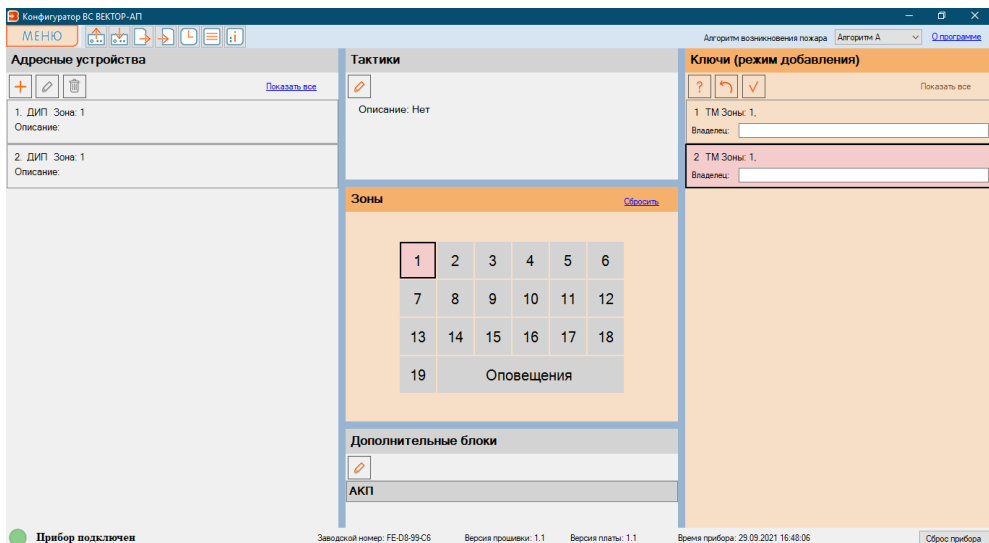 Конфигуратор ВС ВЕКТОР-АП
МЕНЮ
Алгоритм возникновения пожара Алгоритм А О программе
Адресные устройства
Показать все
1. ДИП Зона: 1
Описание:
2. ДИП Зона: 1
Описание:
Тактики
Описание: Нет
Зоны Сбросить
1 2 3 4 5 6
7 8 9 10 11 12
13 14 15 16 17 18
19 Оповещения
Дополнительные блоки
АКП
Ключи (режим добавления)
? Показать все
1 ТМ Зоны: 1,
Владелец:
2 ТМ Зоны: 1,
Владелец:
Прибор подключен Заводской номер: FE-D8-99-C6 Версия прошивки: 1.1 Версия платы: 1.1 Время прибора: 29.09.2021 16:48:06 Сброс прибора